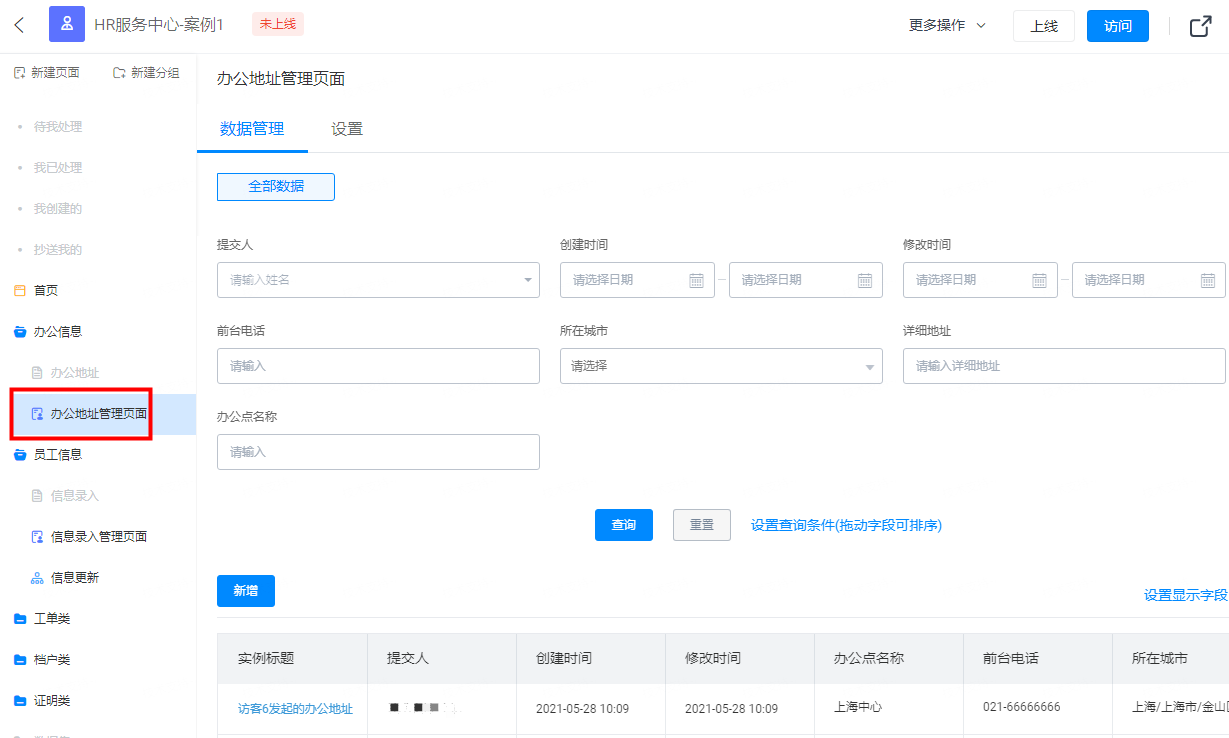 HR服务中心-案例1 未上线 更多操作 上线 访问
新建页面 新建分组
待我处理
我已处理
我创建的
抄送我的
首页
办公信息
办公地址
办公地址管理页面
员工信息
信息录入
信息录入管理页面
信息更新
工单类
档户类
证明类
办公地址管理页面
数据管理 设置
全部数据
提交人 创建时间 修改时间
请输入姓名 请选择日期 – 请选择日期 请选择日期 – 请选择日期
前台电话 所在城市 详细地址
请输入 请选择 请输入详细地址
办公点名称
请输入
查询 重置 设置查询条件(拖动字段可排序)
新增 设置显示字段
实例标题 提交人 创建时间 修改时间 办公点名称 前台电话 所在城市
访客6发起的办公地址 2021-05-28 10:09 2021-05-28 10:09 上海中心 021-66666666 上海/上海市/金山